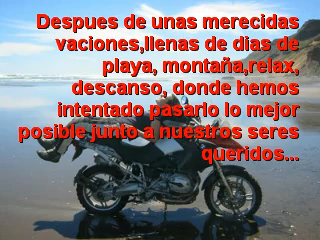 Despues de unas merecidas
vaciones,llenas de dias de
playa, montaña,relax,
descanso, donde hemos
intentado pasarlo lo mejor
posible junto a nuestros seres
queridos...